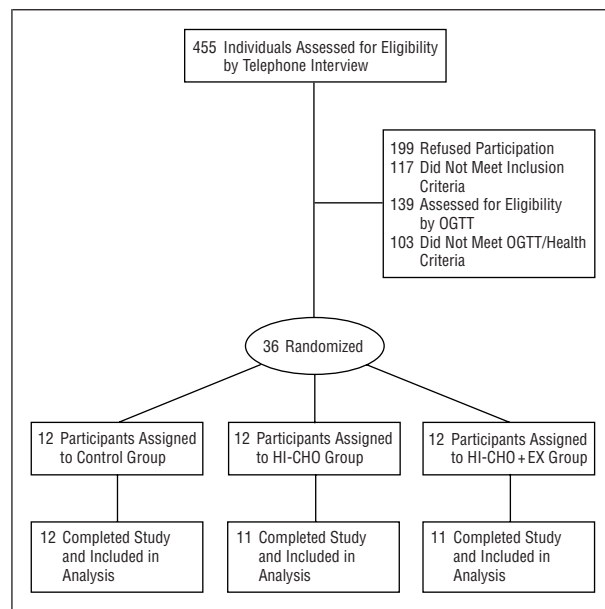 455 Individuals Assessed for Eligibility
by Telephone Interview
199 Refused Participation
117 Did Not Meet Inclusion
Criteria
139 Assessed for Eligibility
by OGTT
103 Did Not Meet OGTT/Health
Criteria
36 Randomized
12 Participants Assigned
to Control Group
12 Participants Assigned
to HI-CHO Group
12 Participants Assigned
to HI-CHO+EX Group
12 Completed Study
and Included in
Analysis
11 Completed Study
and Included in
Analysis
11 Completed Study
and Included in
Analysis